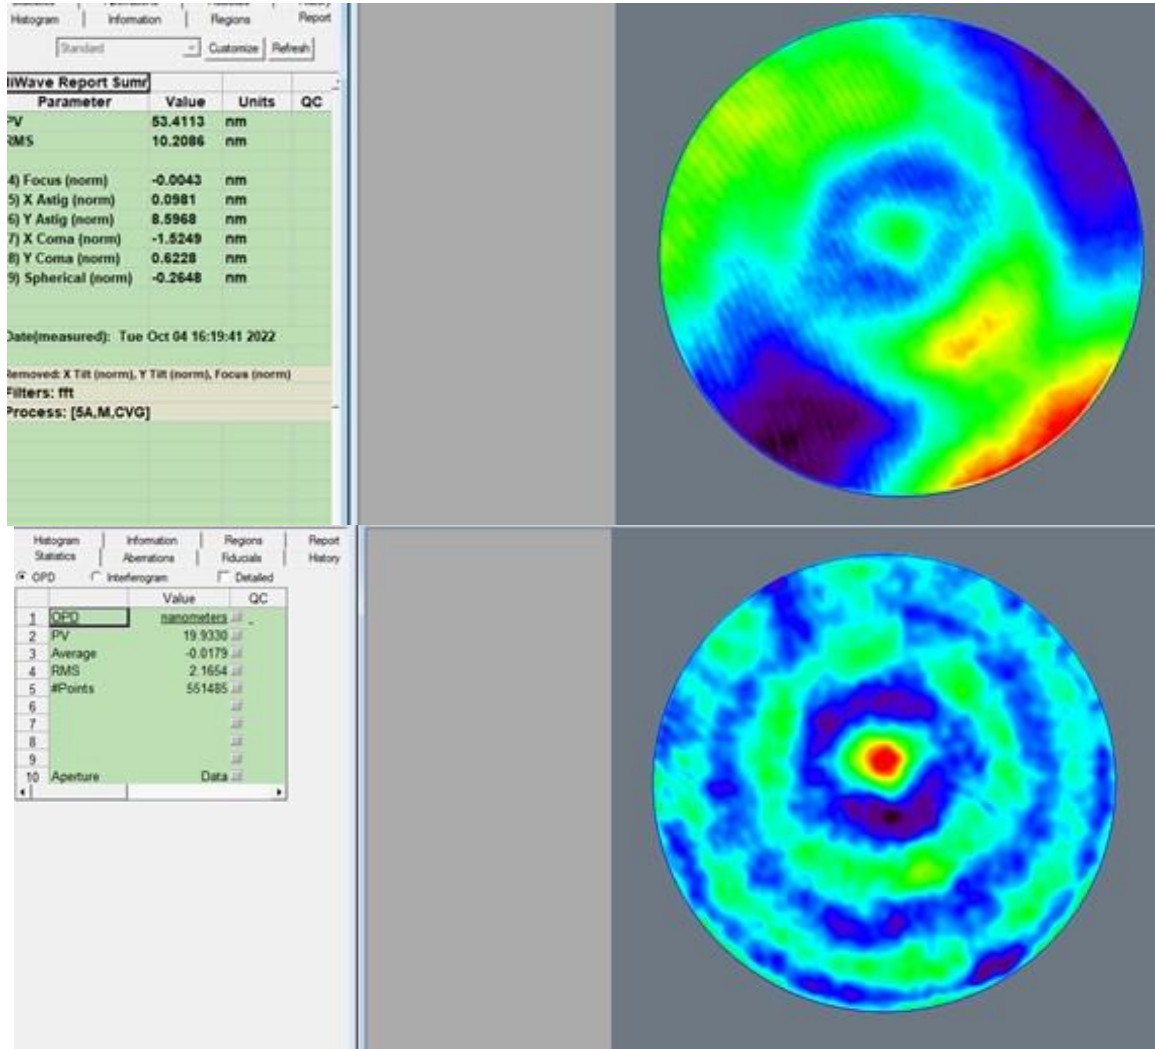 Histogram Information Regions Report
Standard Customize Refresh
iWave Report Sumr
Parameter Value Units QC
PV 53.4113 nm
RMS 10.2086 nm
4) Focus (norm) -0.0043 nm
5) X Astig (norm) 0.0981 nm
6) Y Astig (norm) 8.5968 nm
7) X Coma (norm) -1.5249 nm
8) Y Coma (norm) 0.6228 nm
9) Spherical (norm) -0.2648 nm
Date(measured): Tue Oct 04 16:19:41 2022
Removed: X Tilt (norm), Y Tilt (norm), Focus (norm)
Filters: fft
Process: [5A,M,CVG]
Histogram Information Regions Report
Statistics Aberrations Fiducials History
OPD Interferogram Detailed
Value QC
1 OPD nanometers
2 PV 19.9330
3 Average -0.0179
4 RMS 2.1654
5 #Points 551485
6
7
8
9
10 Aperture Data